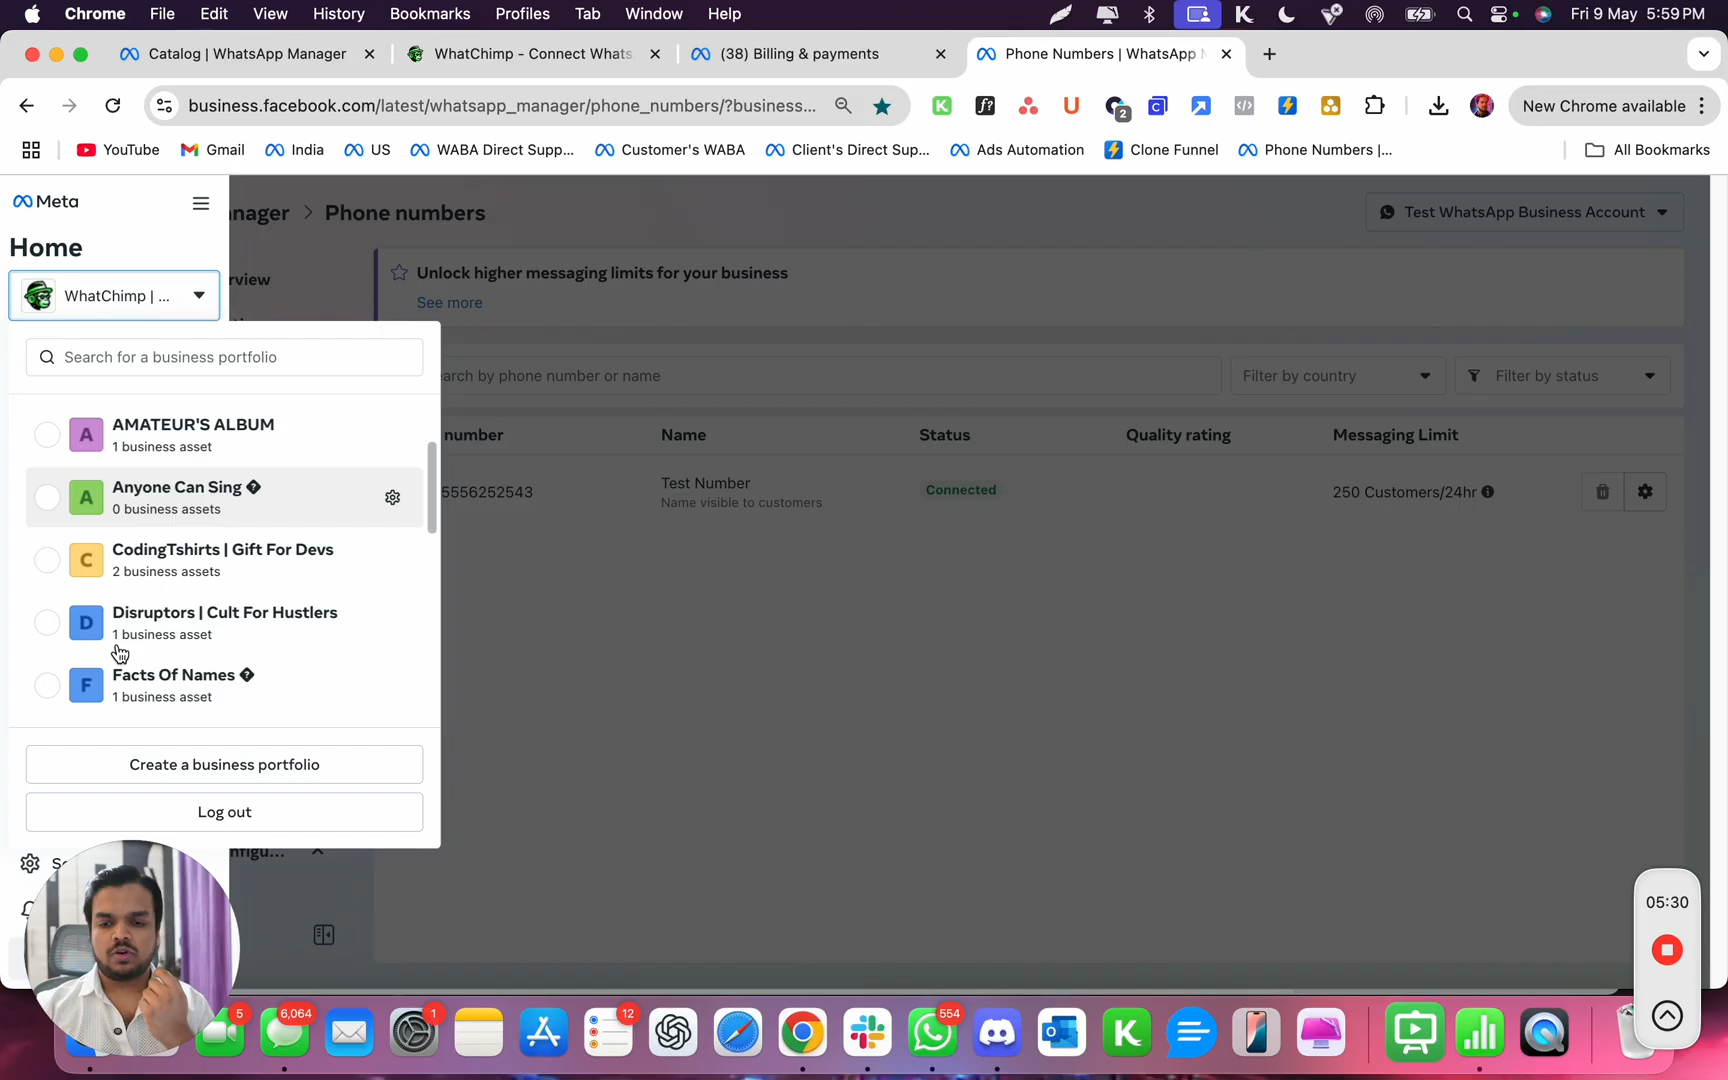 Chrome File Edit View History Bookmarks Profiles Tab Window Help
Fri 9 May 5:59 PM
Catalog | WhatsApp Manager
WhatChimp - Connect Whats
(38) Billing & payments
Phone Numbers | WhatsApp M
business.facebook.com/latest/whatsapp_manager/phone_numbers/?business...
2
New Chrome available
YouTube
Gmail
India
US
WABA Direct Supp...
Customer's WABA
Client's Direct Sup...
Ads Automation
Clone Funnel
Phone Numbers |...
All Bookmarks
Meta
anager > Phone numbers
Test WhatsApp Business Account
Home
WhatChimp | ...
rview
Unlock higher messaging limits for your business
See more
Search for a business portfolio
earch by phone number or name
Filter by country
Filter by status
number
Name
Status
Quality rating
Messaging Limit
5556252543
Test Number
Name visible to customers
Connected
250 Customers/24hr
A
AMATEUR'S ALBUM
1 business asset
A
Anyone Can Sing
0 business assets
C
CodingTshirts | Gift For Devs
2 business assets
D
Disruptors | Cult For Hustlers
1 business asset
F
Facts Of Names
1 business asset
Create a business portfolio
Log out
nfigu...
05:30
5
6,064
1
12
554